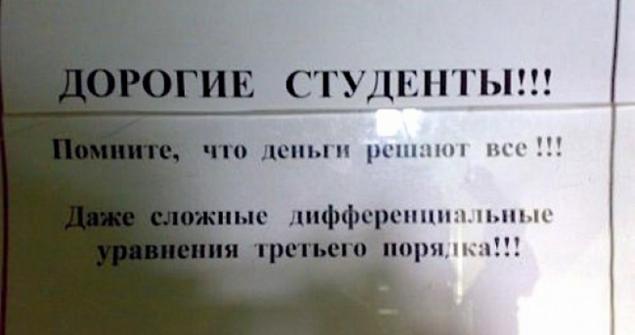 ДОРОГИЕ СТУДЕНТЫ!!!
Помните, что деньги решают все !!!
Даже сложные дифференциальные
уравнения третьего порядка!!!